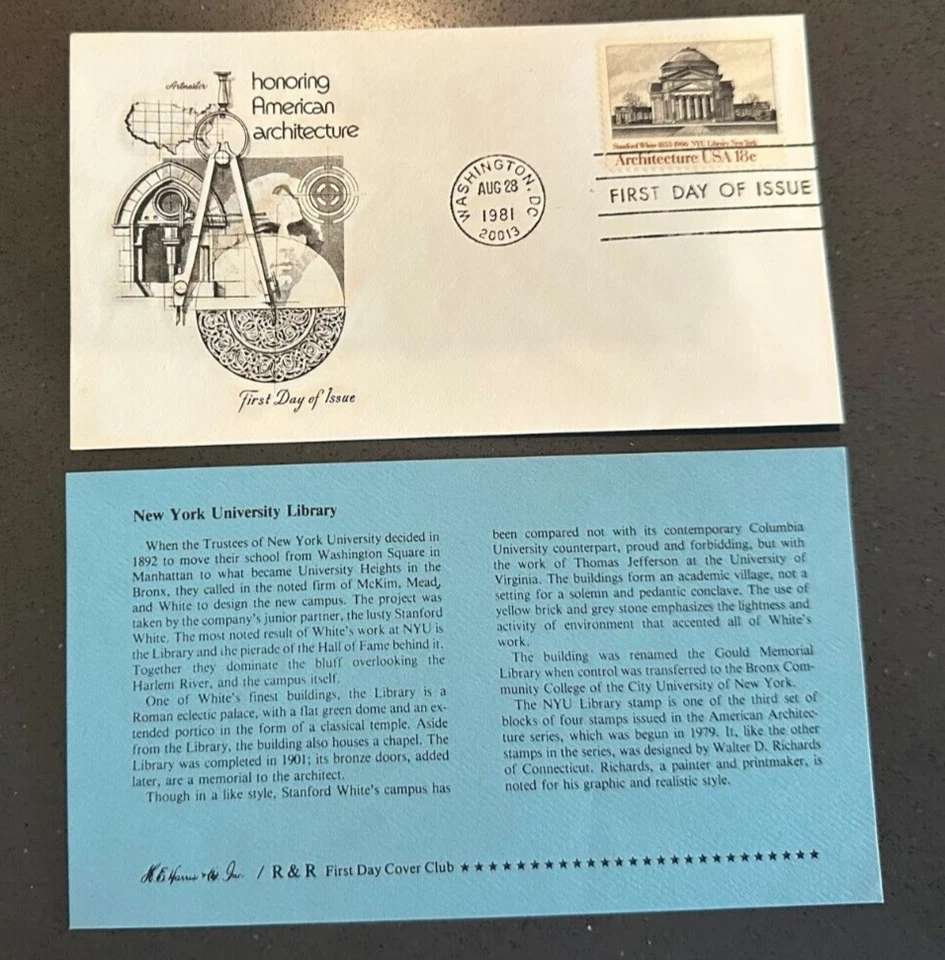 Artmaster
honoring
American
architecture
First Day of Issue
WASHINGTON, DC
AUG 28
1981
20013
Stanford White 1853-1906 NYU Library New York
Architecture USA 18c
FIRST DAY OF ISSUE
New York University Library
When the Trustees of New York University decided in
1892 to move their school from Washington Square in
Manhattan to what became University Heights in the
Bronx, they called in the noted firm of McKim, Mead,
and White to design the new campus. The project was
taken by the company's junior partner, the lusty Stanford
White. The most noted result of White's work at NYU is
the Library and the pierade of the Hall of Fame behind it.
Together they dominate the bluff overlooking the
Harlem River, and the campus itself.
One of White's finest buildings, the Library is a
Roman eclectic palace, with a flat green dome and an ex-
tended portico in the form of a classical temple. Aside
from the Library, the building also houses a chapel. The
Library was completed in 1901; its bronze doors, added
later, are a memorial to the architect.
Though in a like style, Stanford White's campus has
been compared not with its contemporary Columbia
University counterpart, proud and forbidding, but with
the work of Thomas Jefferson at the University of
Virginia. The buildings form an academic village, not a
setting for a solemn and pedantic conclave. The use of
yellow brick and grey stone emphasizes the lightness and
activity of environment that accented all of White's
work.
The building was renamed the Gould Memorial
Library when control was transferred to the Bronx Com-
munity College of the City University of New York.
The NYU Library stamp is one of the third set of
blocks of four stamps issued in the American Architec-
ture series, which was begun in 1979. It, like the other
stamps in the series, was designed by Walter D. Richards
of Connecticut. Richards, a painter and printmaker, is
noted for his graphic and realistic style.
H E Harris & Co. Inc. / R & R First Day Cover Club ★★★★★★★★★★★★★★★★★★★★★★★★★★